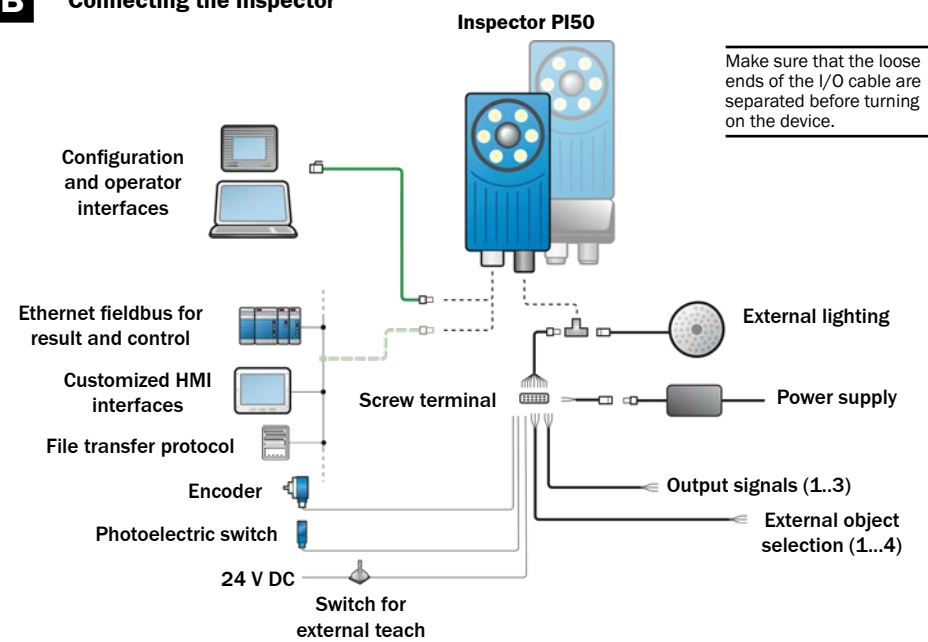 B Connecting the Inspector
Inspector PI50
Make sure that the loose
ends of the I/O cable are
separated before turning
on the device.
Configuration
and operator
interfaces
Ethernet fieldbus for
result and control
External lighting
Customized HMI
interfaces
Screw terminal
Power supply
File transfer protocol
Encoder
Output signals (1..3)
Photoelectric switch
External object
selection (1...4)
24 V DC
Switch for
external teach